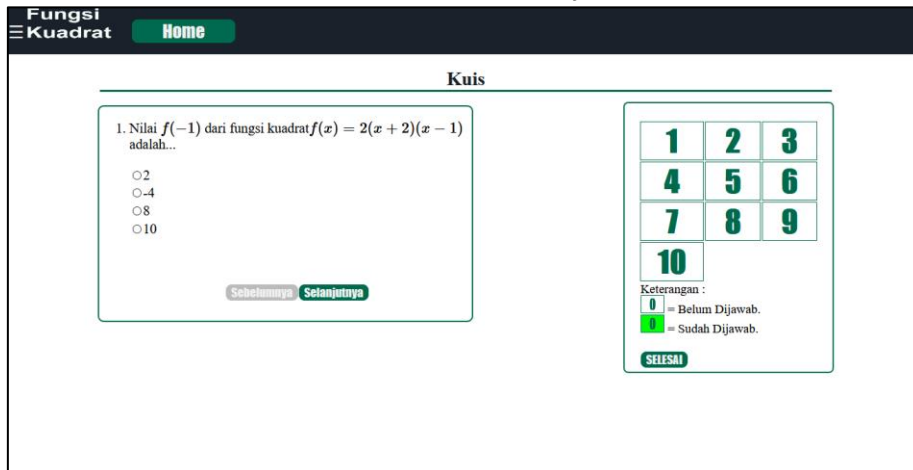 Fungsi
☰Kuadrat
Home
Kuis
1. Nilai f(−1) dari fungsi kuadratf(x) = 2(x + 2)(x − 1)
adalah...
○2
○-4
○8
○10
Sebelumnya Selanjutnya
1 2 3
4 5 6
7 8 9
10
Keterangan :
0 = Belum Dijawab.
0 = Sudah Dijawab.
SELESAI